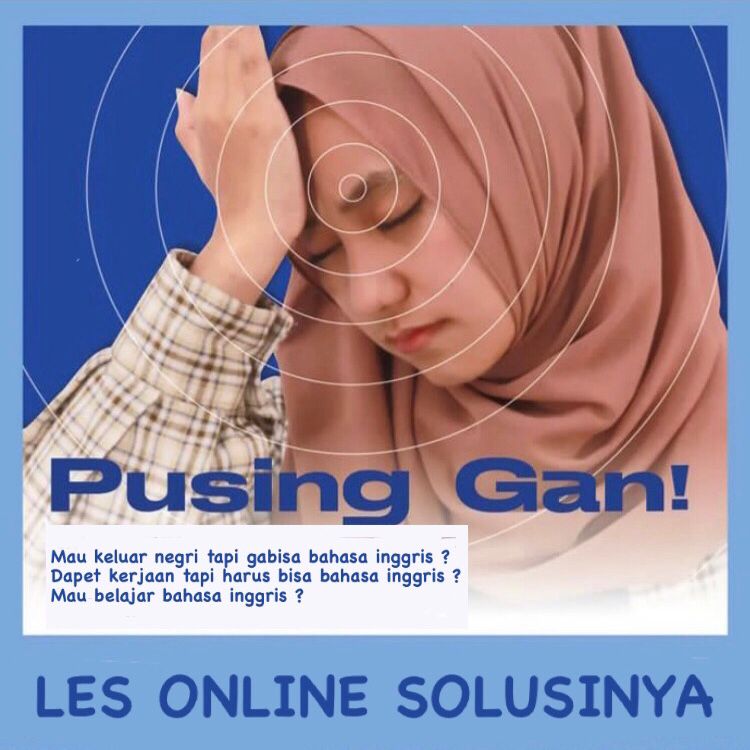 Pusing Gan!
Mau keluar negri tapi gabisa bahasa inggris ?
Dapet kerjaan tapi harus bisa bahasa inggris ?
Mau belajar bahasa inggris ?
LES ONLINE SOLUSINYA